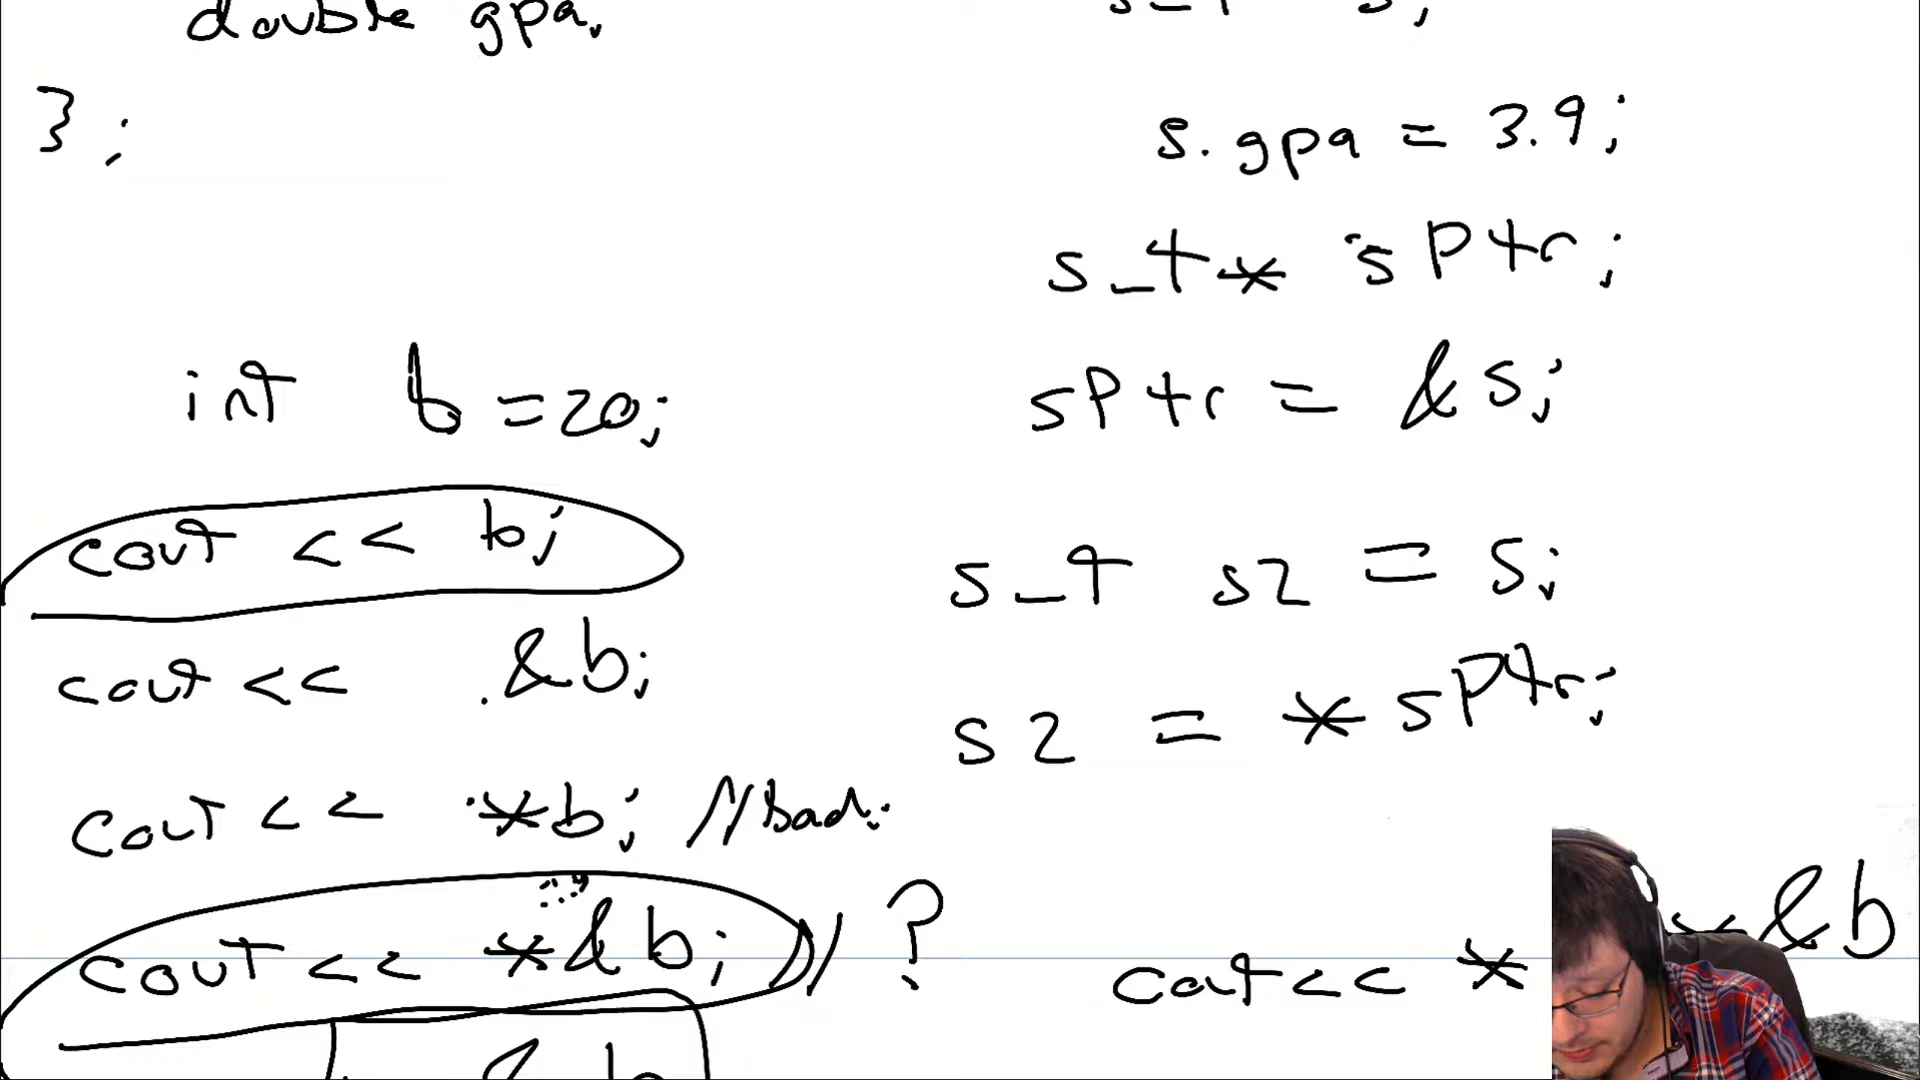 double gpa;
};
int b = 20;
cout << b;
cout << &b;
cout << *b; //bad.
cout << *&b; // ?
& b
s_t s;
s.gpa = 3.9;
s_t* sPtr;
sPtr = &s;
s_t s2 = s;
s2 = *sPtr;
cout << * *&b